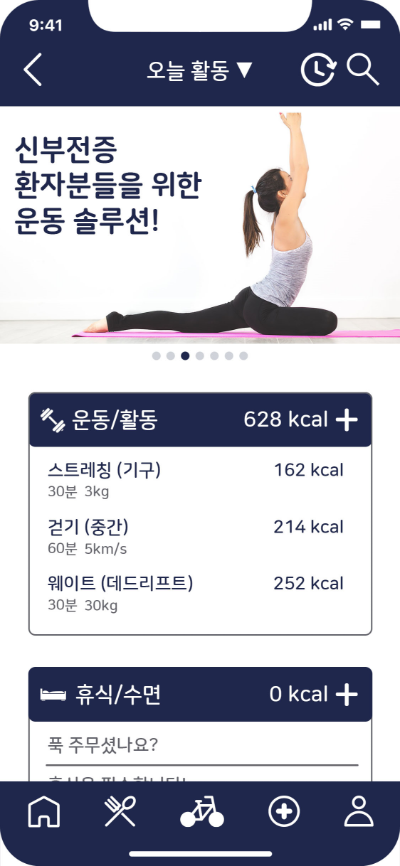 9:41
오늘 활동 ▼
신부전증
환자분들을 위한
운동 솔루션!
운동/활동 628 kcal +
스트레칭 (기구) 162 kcal
30분 3kg
걷기 (중간) 214 kcal
60분 5km/s
웨이트 (데드리프트) 252 kcal
30분 30kg
휴식/수면 0 kcal +
푹 주무셨나요?